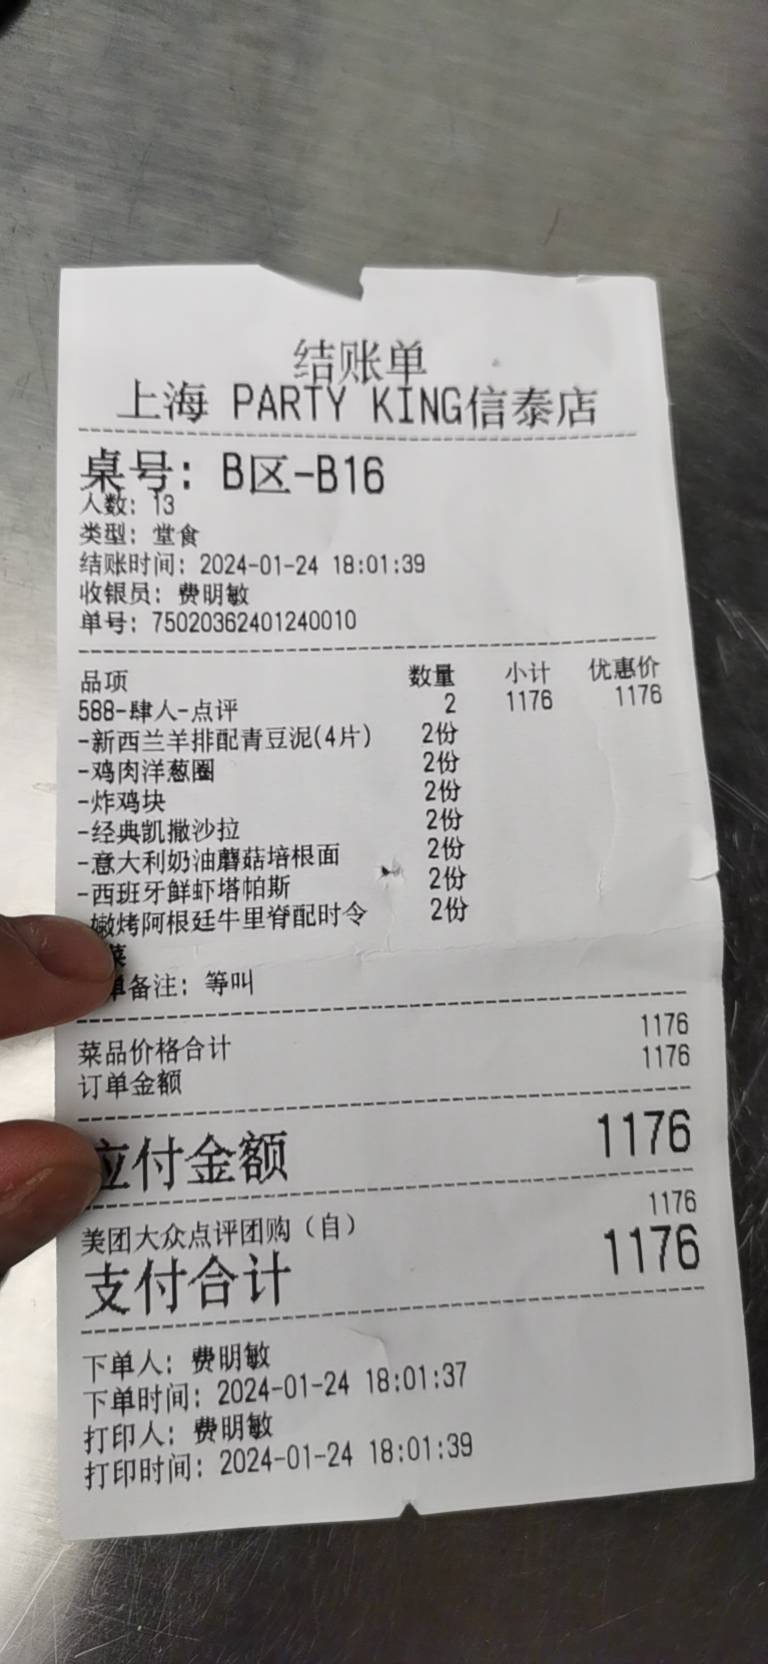 结账单
上海 PARTY KING信泰店
桌号: B区-B16
人数: 13
类型: 堂食
结账时间: 2024-01-24 18:01:39
收银员: 费明敏
单号: 75020362401240010
品项 数量 小计 优惠价
588-肆人-点评 2 1176 1176
-新西兰羊排配青豆泥(4片) 2份
-鸡肉洋葱圈 2份
-炸鸡块 2份
-经典凯撒沙拉 2份
-意大利奶油蘑菇培根面 2份
-西班牙鲜虾塔帕斯 2份
嫩烤阿根廷牛里脊配时令 2份
菜
单备注: 等叫
菜品价格合计 1176
订单金额 1176
应付金额 1176
美团大众点评团购（自） 1176
支付合计 1176
下单人: 费明敏
下单时间: 2024-01-24 18:01:37
打印人: 费明敏
打印时间: 2024-01-24 18:01:39